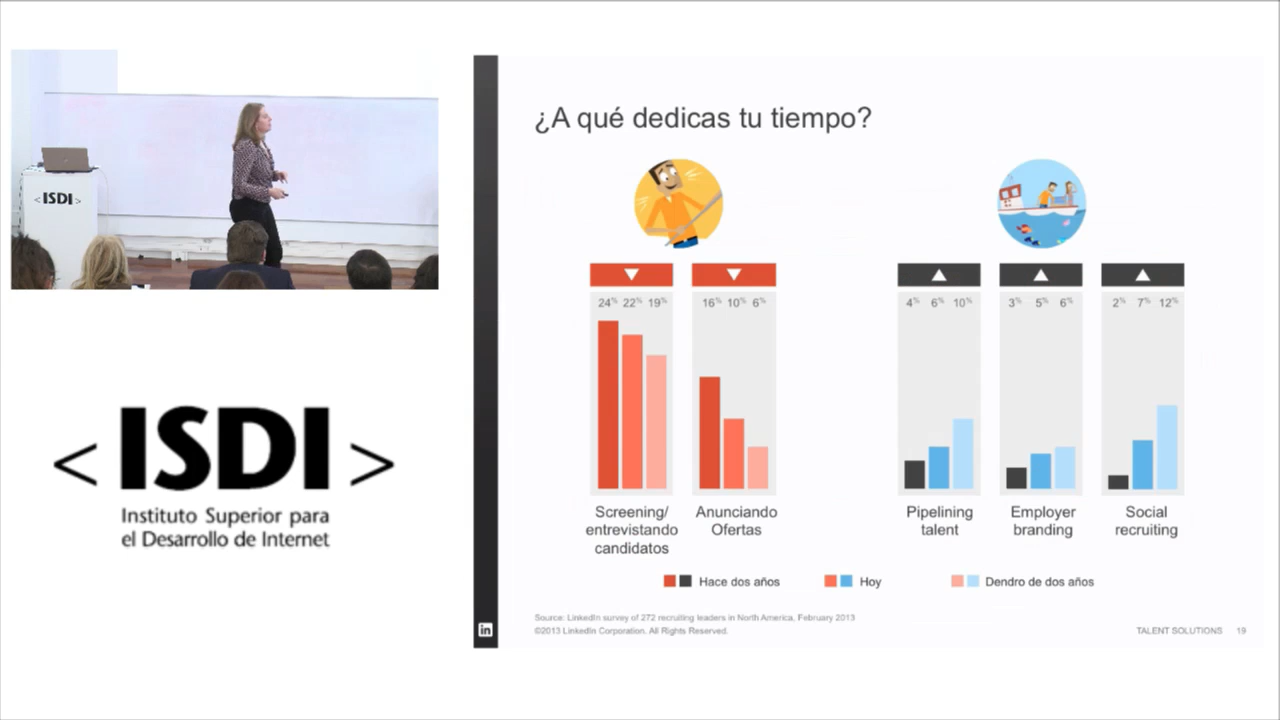 <ISDI>
¿A qué dedicas tu tiempo?
24% 22% 19%
16% 10% 6%
4% 6% 10%
3% 5% 6%
2% 7% 12%
Screening/
entrevistando
candidatos
Anunciando
Ofertas
Pipelining
talent
Employer
branding
Social
recruiting
Hace dos años
Hoy
Dendro de dos años
Source: LinkedIn survey of 272 recruiting leaders in North America, February 2013
©2013 LinkedIn Corporation. All Rights Reserved.
TALENT SOLUTIONS 19
in
<ISDI>
Instituto Superior para
el Desarrollo de Internet